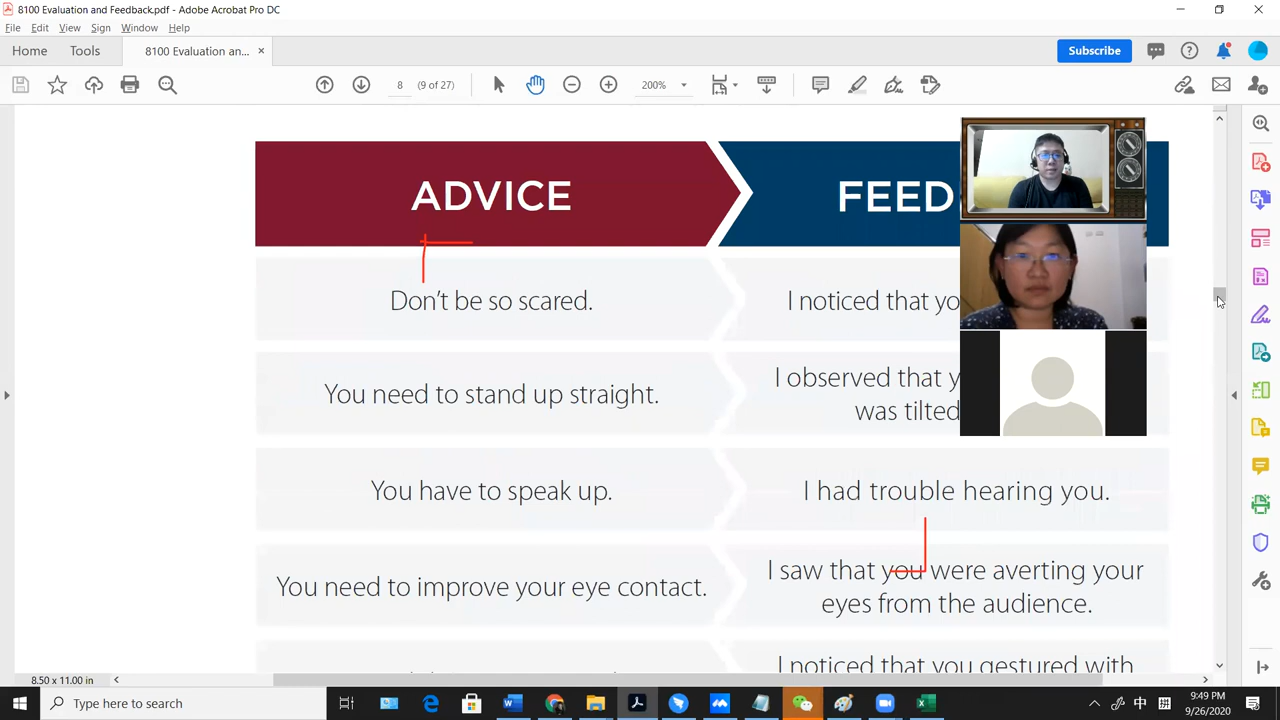 8100 Evaluation and Feedback.pdf - Adobe Acrobat Pro DC
File Edit View Sign Window Help
Home Tools 8100 Evaluation an... × Subscribe
8 (9 of 27) 200%
ADVICE FEED
Don't be so scared. I noticed that yo
You need to stand up straight. I observed that y
was tilted
You have to speak up. I had trouble hearing you.
You need to improve your eye contact. I saw that you were averting your
eyes from the audience.
I noticed that you gestured with
8.50 x 11.00 in
Type here to search
中 拼 9:49 PM
9/26/2020